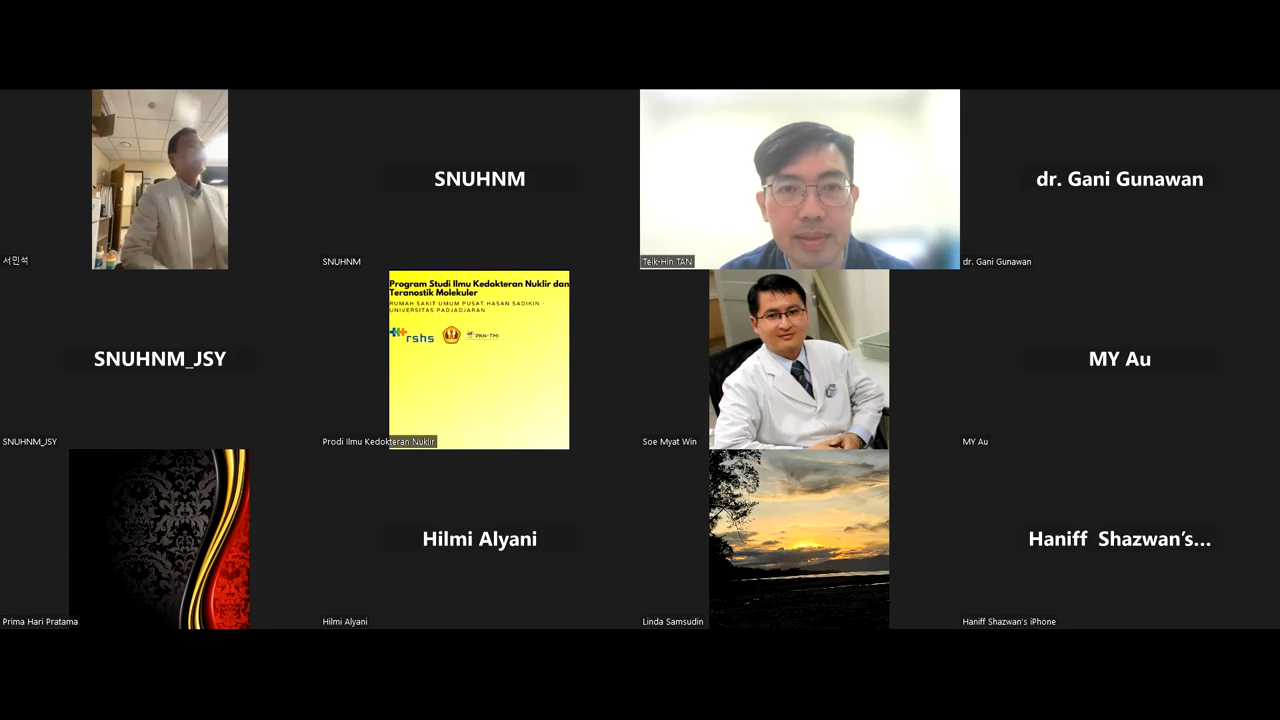 서민석
SNUHNM
SNUHNM
Teik-Hin TAN
dr. Gani Gunawan
dr. Gani Gunawan
SNUHNM_JSY
SNUHNM_JSY
Program Studi Ilmu Kedokteran Nuklir dan
Teranostik Molekuler
RUMAH SAKIT UMUM PUSAT HASAN SADIKIN -
UNIVERSITAS PADJADJARAN
rshs
PKN-TMI
Prodi Ilmu Kedokteran Nuklir
Soe Myat Win
MY Au
MY Au
Prima Hari Pratama
Hilmi Alyani
Hilmi Alyani
Linda Samsudin
Haniff Shazwan's...
Haniff Shazwan's iPhone